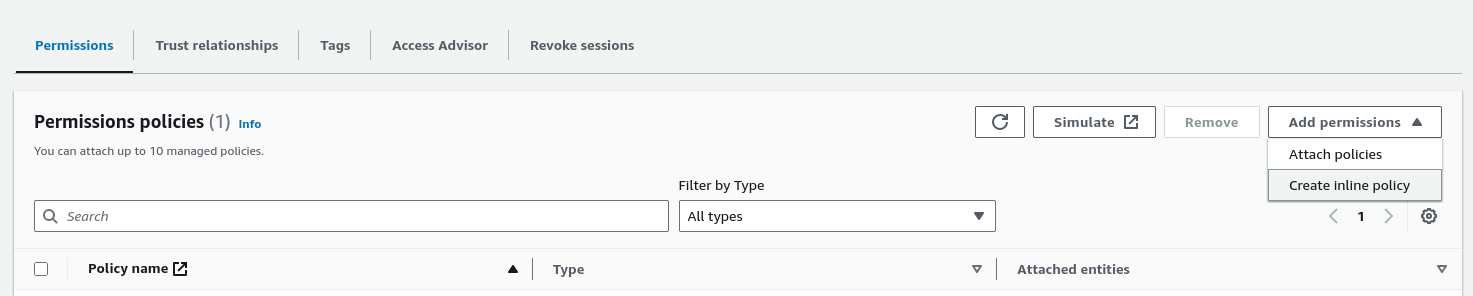 Permissions
Trust relationships
Tags
Access Advisor
Revoke sessions
Permissions policies (1) Info
You can attach up to 10 managed policies.
Simulate
Remove
Add permissions
Attach policies
Create inline policy
Filter by Type
Search
All types
1
Policy name
Type
Attached entities